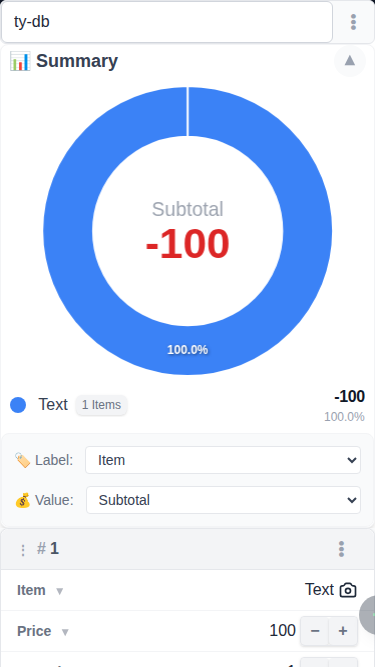 ty-db
📊 Summary ▲
Subtotal
-100
100.0%
Text 1 Items -100
100.0%
🏷️ Label: Item
💰 Value: Subtotal
# 1
Item ▼ Text
Price ▼ 100 − +